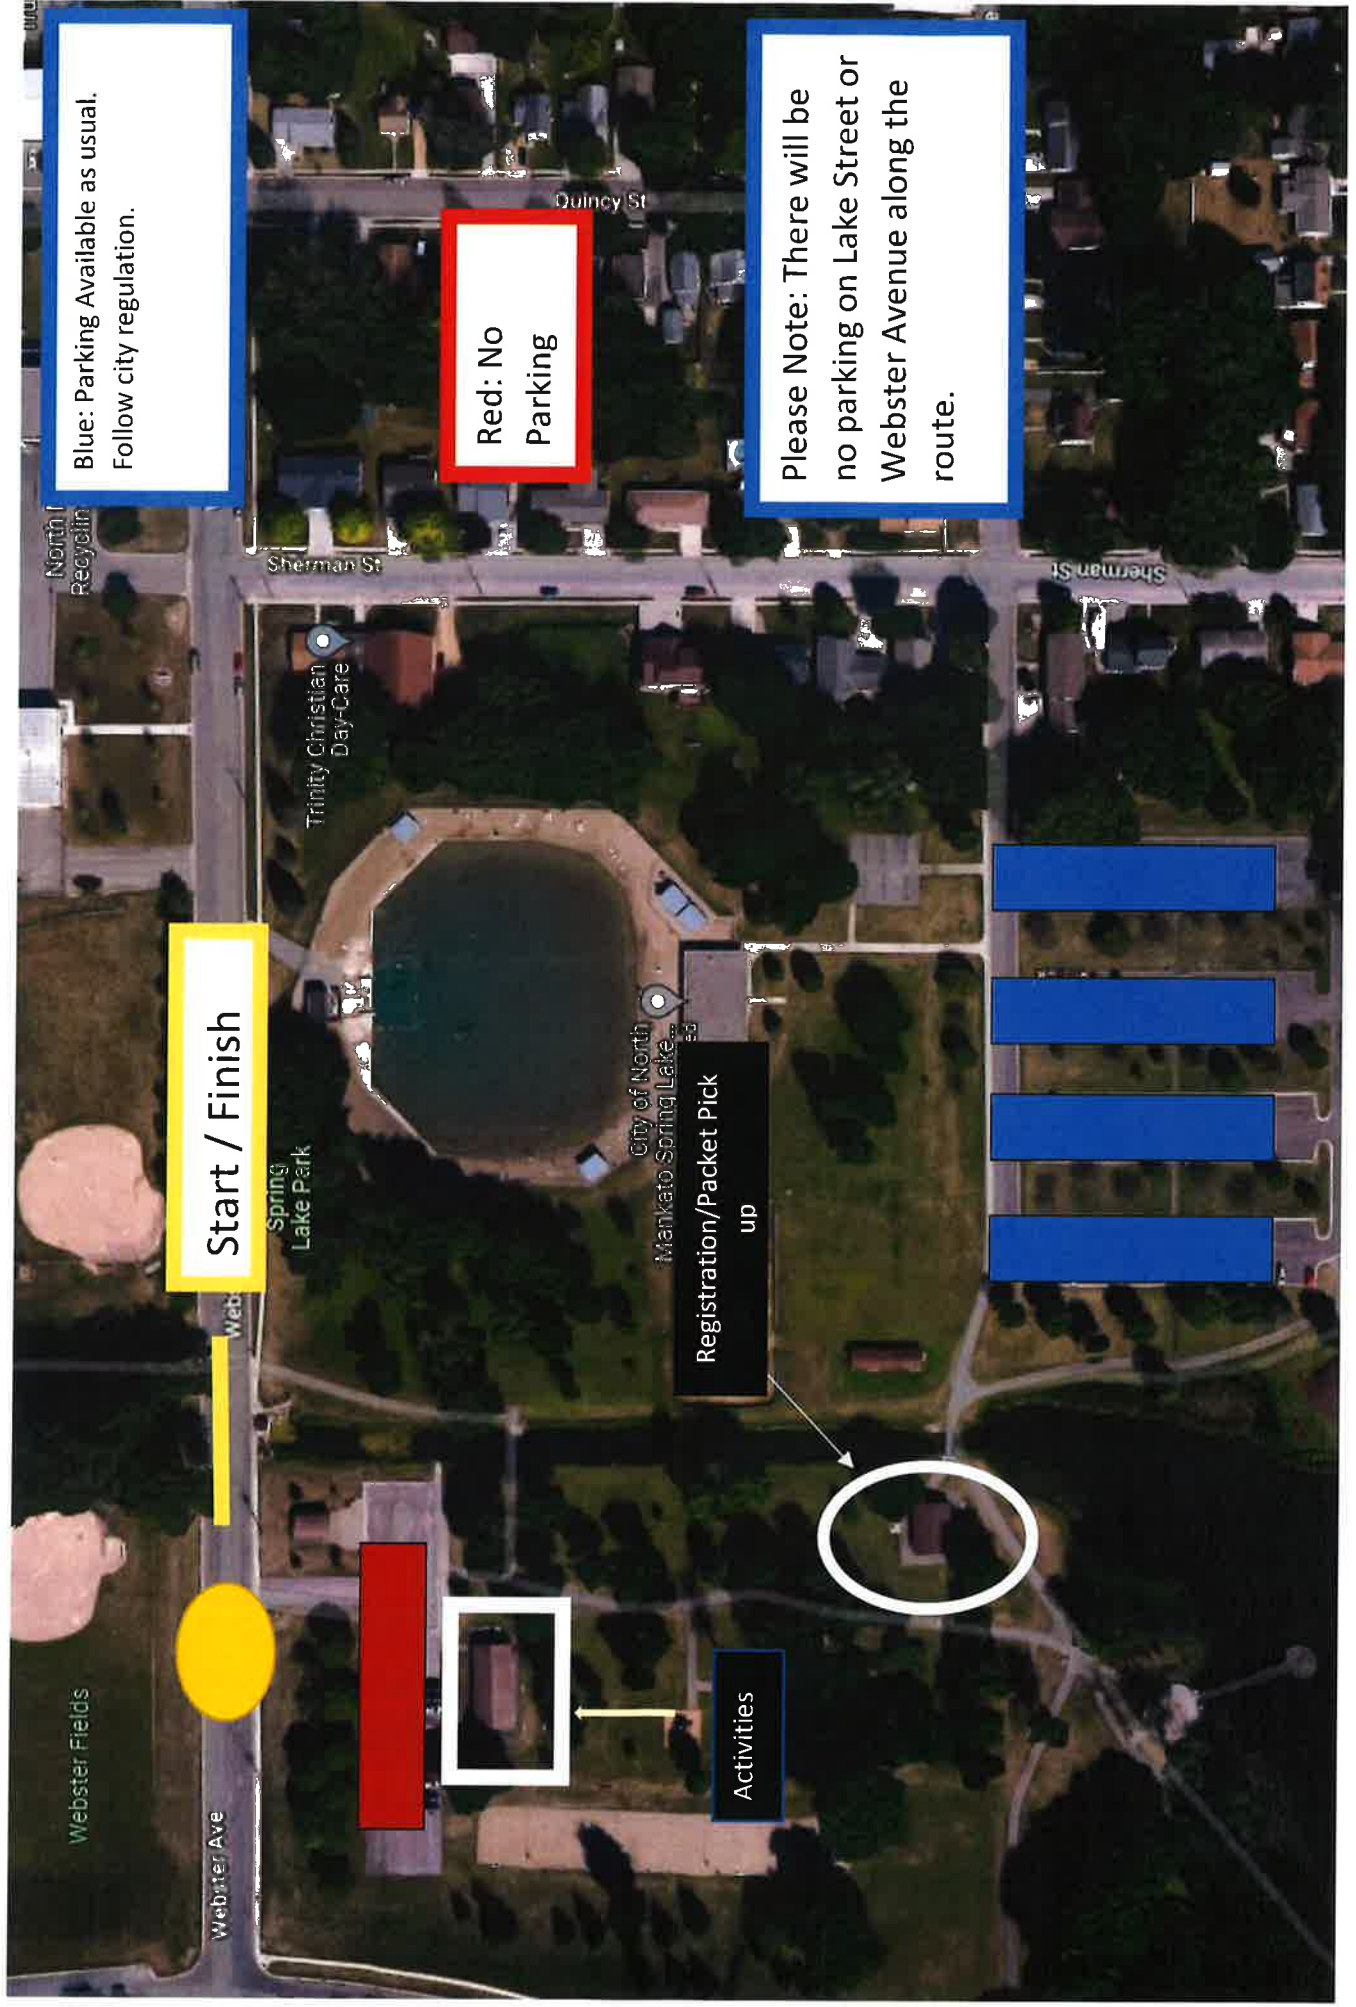 Blue: Parking Available as usual.
Follow city regulation.
North
Recyclin
Webster Fields
Webster Ave
Start / Finish
Webs
Spring
Lake Park
Trinity Christian
Day-Care
Sherman St
Quincy St
Red: No
Parking
City of North
Mankato Spring Lake...
Registration/Packet Pick
up
Activities
Please Note: There will be
no parking on Lake Street or
Webster Avenue along the
route.
Sherman St